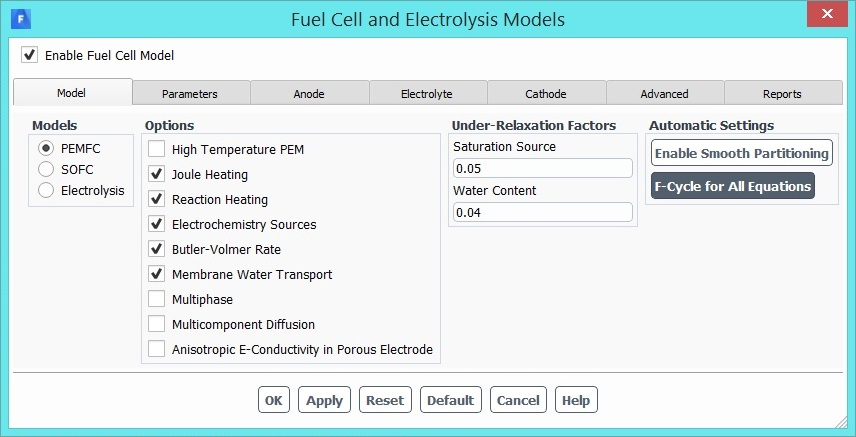 F
Fuel Cell and Electrolysis Models
Enable Fuel Cell Model
Model Parameters Anode Electrolyte Cathode Advanced Reports
Models
PEMFC
SOFC
Electrolysis
Options
High Temperature PEM
Joule Heating
Reaction Heating
Electrochemistry Sources
Butler-Volmer Rate
Membrane Water Transport
Multiphase
Multicomponent Diffusion
Anisotropic E-Conductivity in Porous Electrode
Under-Relaxation Factors
Saturation Source
0.05
Water Content
0.04
Automatic Settings
Enable Smooth Partitioning
F-Cycle for All Equations
OK Apply Reset Default Cancel Help